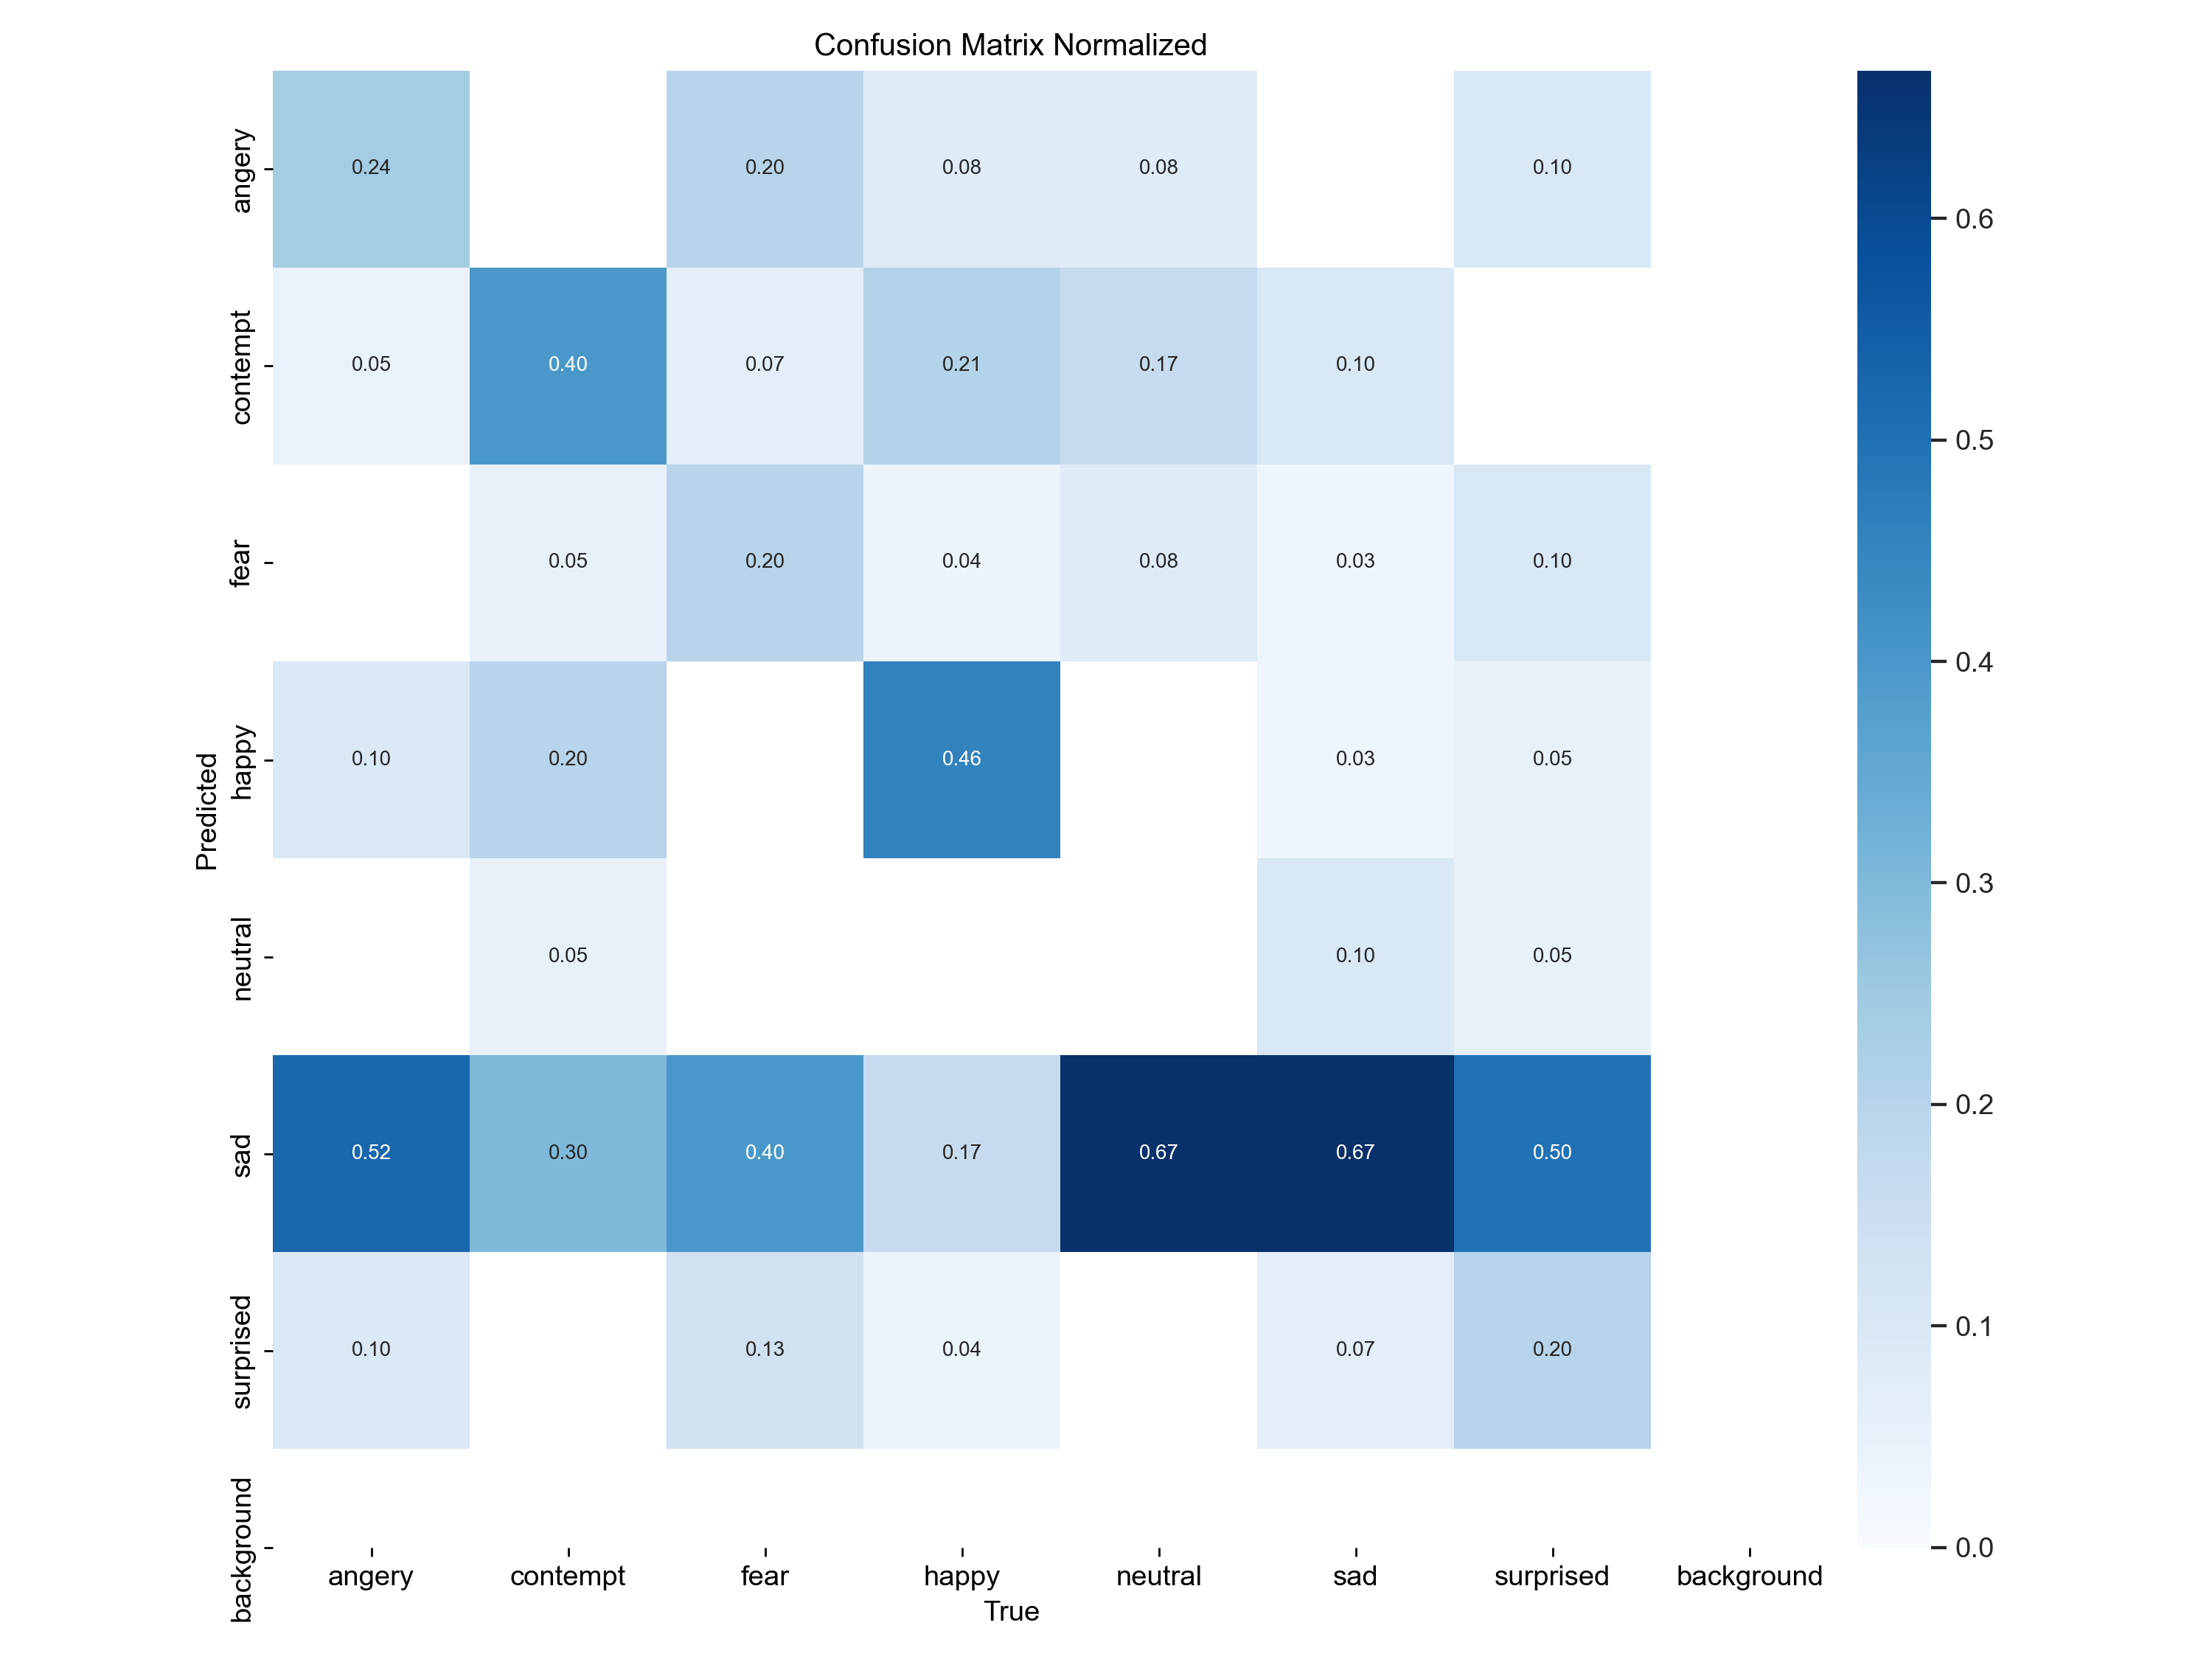 Confusion Matrix Normalized
angery
0.24
0.20
0.08
0.08
0.10
contempt
0.05
0.40
0.07
0.21
0.17
0.10
fear
0.05
0.20
0.04
0.08
0.03
0.10
happy
0.10
0.20
0.46
0.03
0.05
neutral
0.05
0.10
0.05
sad
0.52
0.30
0.40
0.17
0.67
0.67
0.50
surprised
0.10
0.13
0.04
0.07
0.20
background
Predicted
angery
contempt
fear
happy
neutral
sad
surprised
background
True
0.6
0.5
0.4
0.3
0.2
0.1
0.0